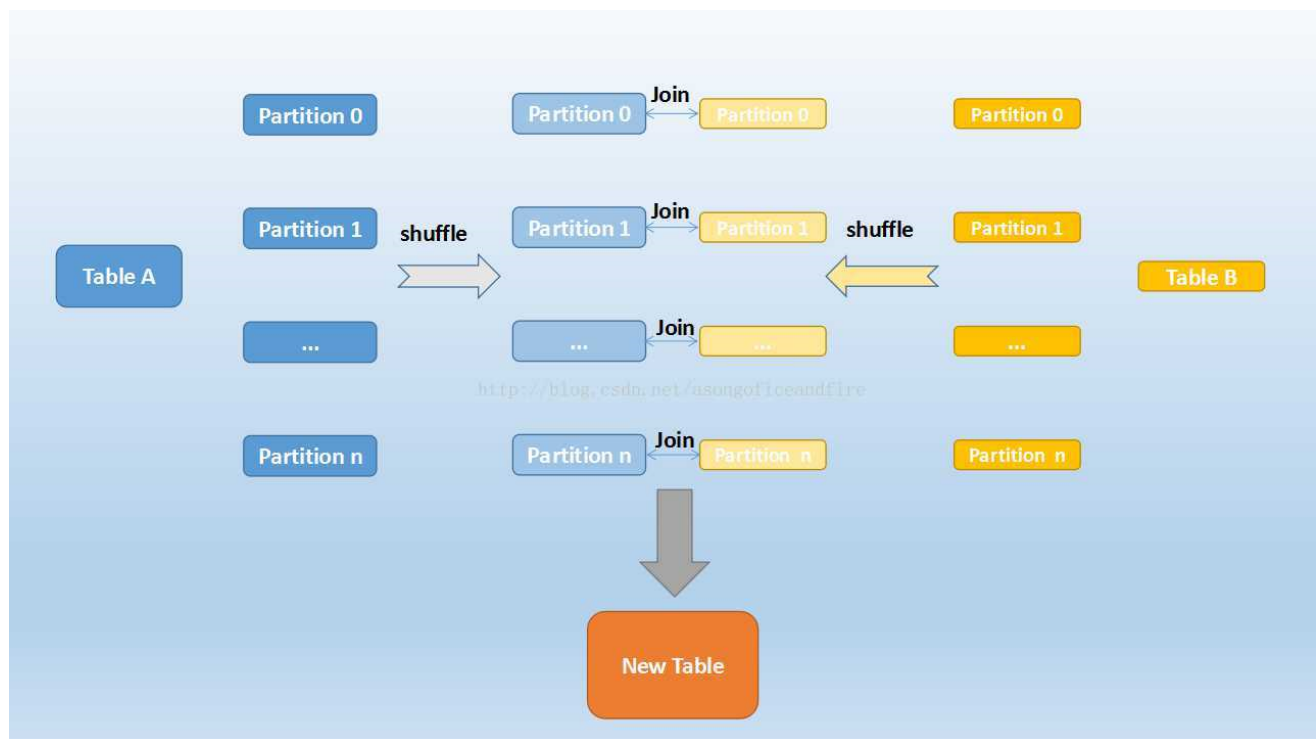 Partition 0
Partition 0
Join
Partition 0
Partition 0
Partition 1
shuffle
Partition 1
Join
Partition 1
shuffle
Partition 1
Table A
Table B
...
...
Join
...
...
http://blog.csdn.net/asongoficeandfire
Partition n
Partition n
Join
Partition n
Partition n
New Table